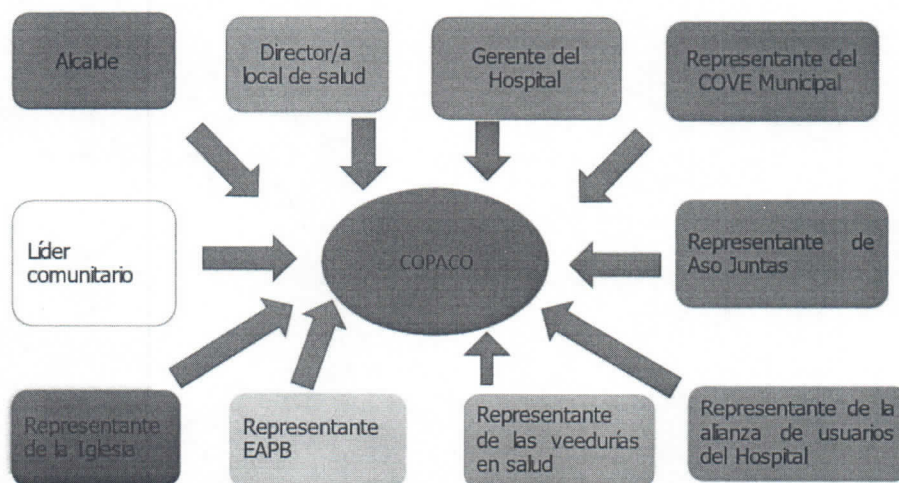 Alcalde
Director/a
local de salud
Gerente del
Hospital
Representante del
COVE Municipal
Líder
comunitario
COPACO
Representante de
Aso Juntas
Representante
de la Iglesia
Representante
EAPB
Representante
de las veedurías
en salud
Representante de la
alianza de usuarios
del Hospital